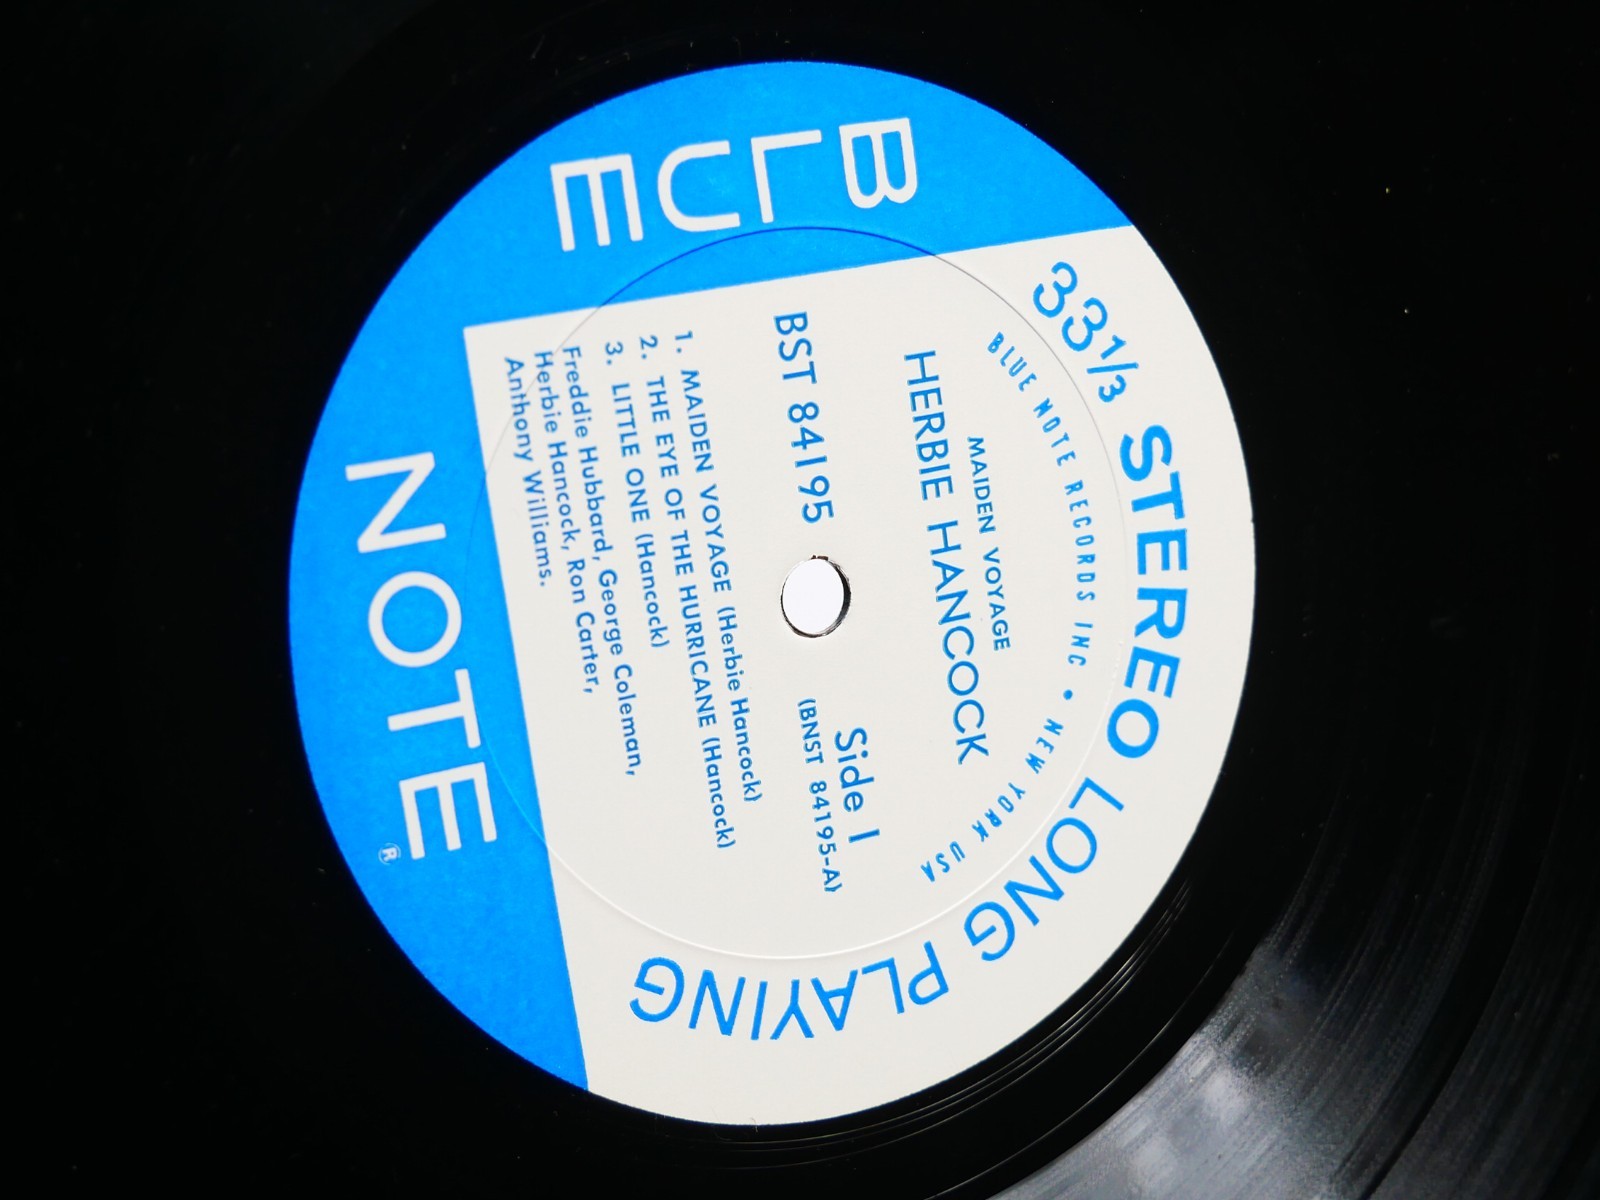 33 1/3 STEREO LONG PLAYING
BLUE NOTE RECORDS INC • NEW YORK USA
MAIDEN VOYAGE
HERBIE HANCOCK
BST 84195
Side 1
(BNST 84195-A)
1. MAIDEN VOYAGE (Herbie Hancock)
2. THE EYE OF THE HURRICANE (Hancock)
3. LITTLE ONE (Hancock)
Freddie Hubbard, George Coleman,
Herbie Hancock, Ron Carter,
Anthony Williams.
BLUE
NOTE®